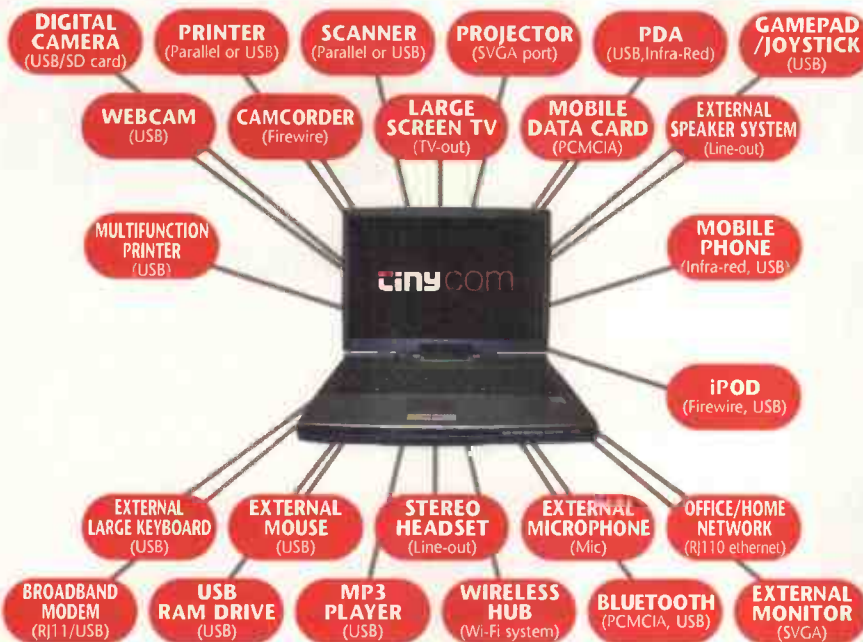 DIGITAL
CAMERA
(USB/SD card)
PRINTER
(Parallel or USB)
SCANNER
(Parallel or USB)
PROJECTOR
(SVGA port)
PDA
(USB,Infra-Red)
GAMEPAD
/JOYSTICK
(USB)
WEBCAM
(USB)
CAMCORDER
(Firewire)
LARGE
SCREEN TV
(TV-out)
MOBILE
DATA CARD
(PCMCIA)
EXTERNAL
SPEAKER SYSTEM
(Line-out)
MULTIFUNCTION
PRINTER
(USB)
tinycom
MOBILE
PHONE
(Infra-red, USB)
iPOD
(Firewire, USB)
EXTERNAL
LARGE KEYBOARD
(USB)
EXTERNAL
MOUSE
(USB)
STEREO
HEADSET
(Line-out)
EXTERNAL
MICROPHONE
(Mic)
OFFICE/HOME
NETWORK
(RJ110 ethernet)
BROADBAND
MODEM
(RJ11/USB)
USB
RAM DRIVE
(USB)
MP3
PLAYER
(USB)
WIRELESS
HUB
(Wi-Fi system)
BLUETOOTH
(PCMCIA, USB)
EXTERNAL
MONITOR
(SVGA)